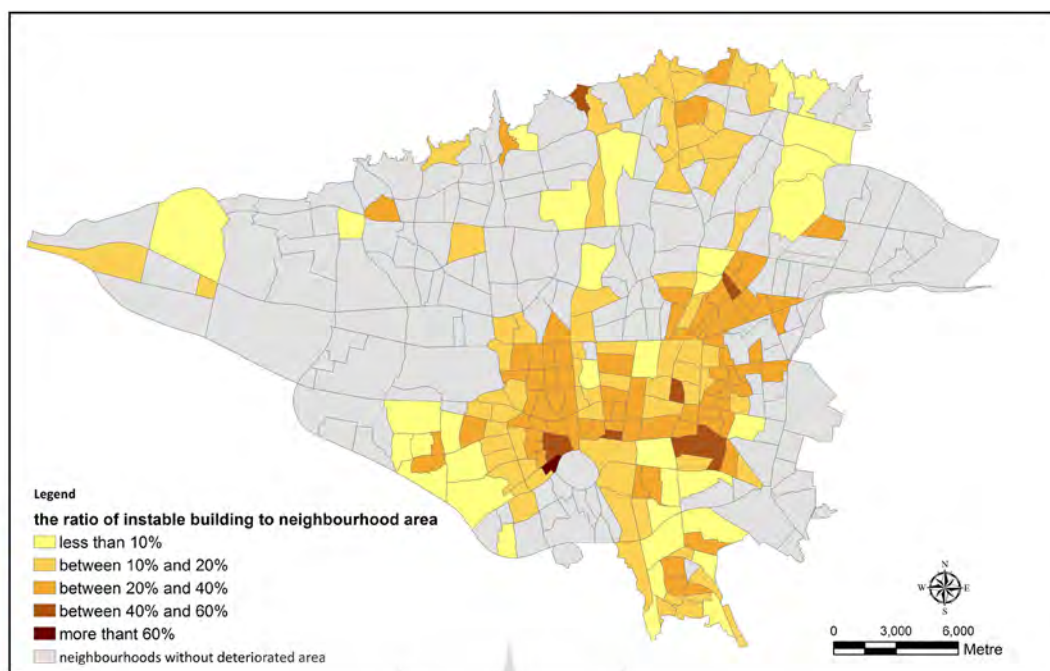 Legend
the ratio of instable building to neighbourhood area
less than 10%
between 10% and 20%
between 20% and 40%
between 40% and 60%
more thant 60%
neighbourhoods without deteriorated area
N
W E
S
0 3,000 6,000
Metre